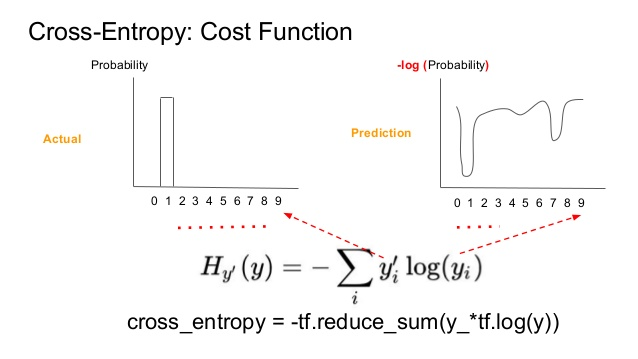 Cross-Entropy: Cost Function
Probability
-log (Probability)
Actual
Prediction
0 1 2 3 4 5 6 7 8 9
0 1 2 3 4 5 6 7 8 9
H_{y'}(y) = - \sum_i y'_i \log(y_i)
cross_entropy = -tf.reduce_sum(y_*tf.log(y))